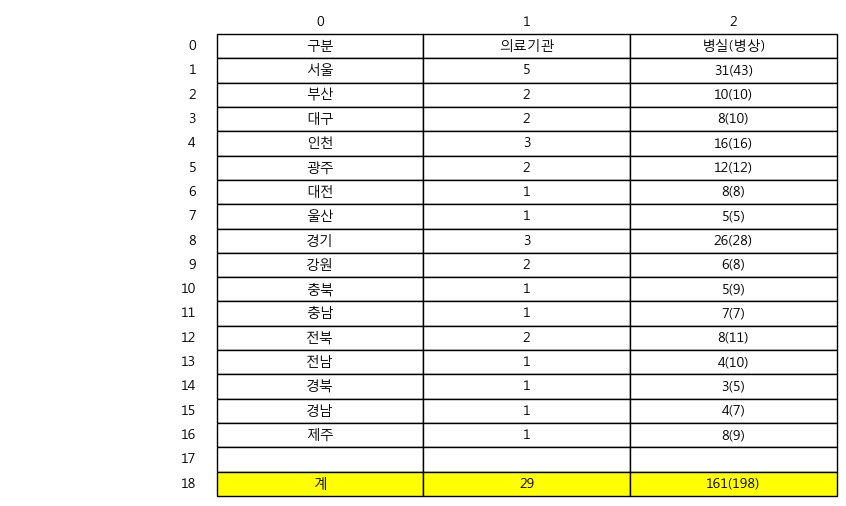 0 1 2
0 구분 의료기관 병실(병상)
1 서울 5 31(43)
2 부산 2 10(10)
3 대구 2 8(10)
4 인천 3 16(16)
5 광주 2 12(12)
6 대전 1 8(8)
7 울산 1 5(5)
8 경기 3 26(28)
9 강원 2 6(8)
10 충북 1 5(9)
11 충남 1 7(7)
12 전북 2 8(11)
13 전남 1 4(10)
14 경북 1 3(5)
15 경남 1 4(7)
16 제주 1 8(9)
17
18 계 29 161(198)